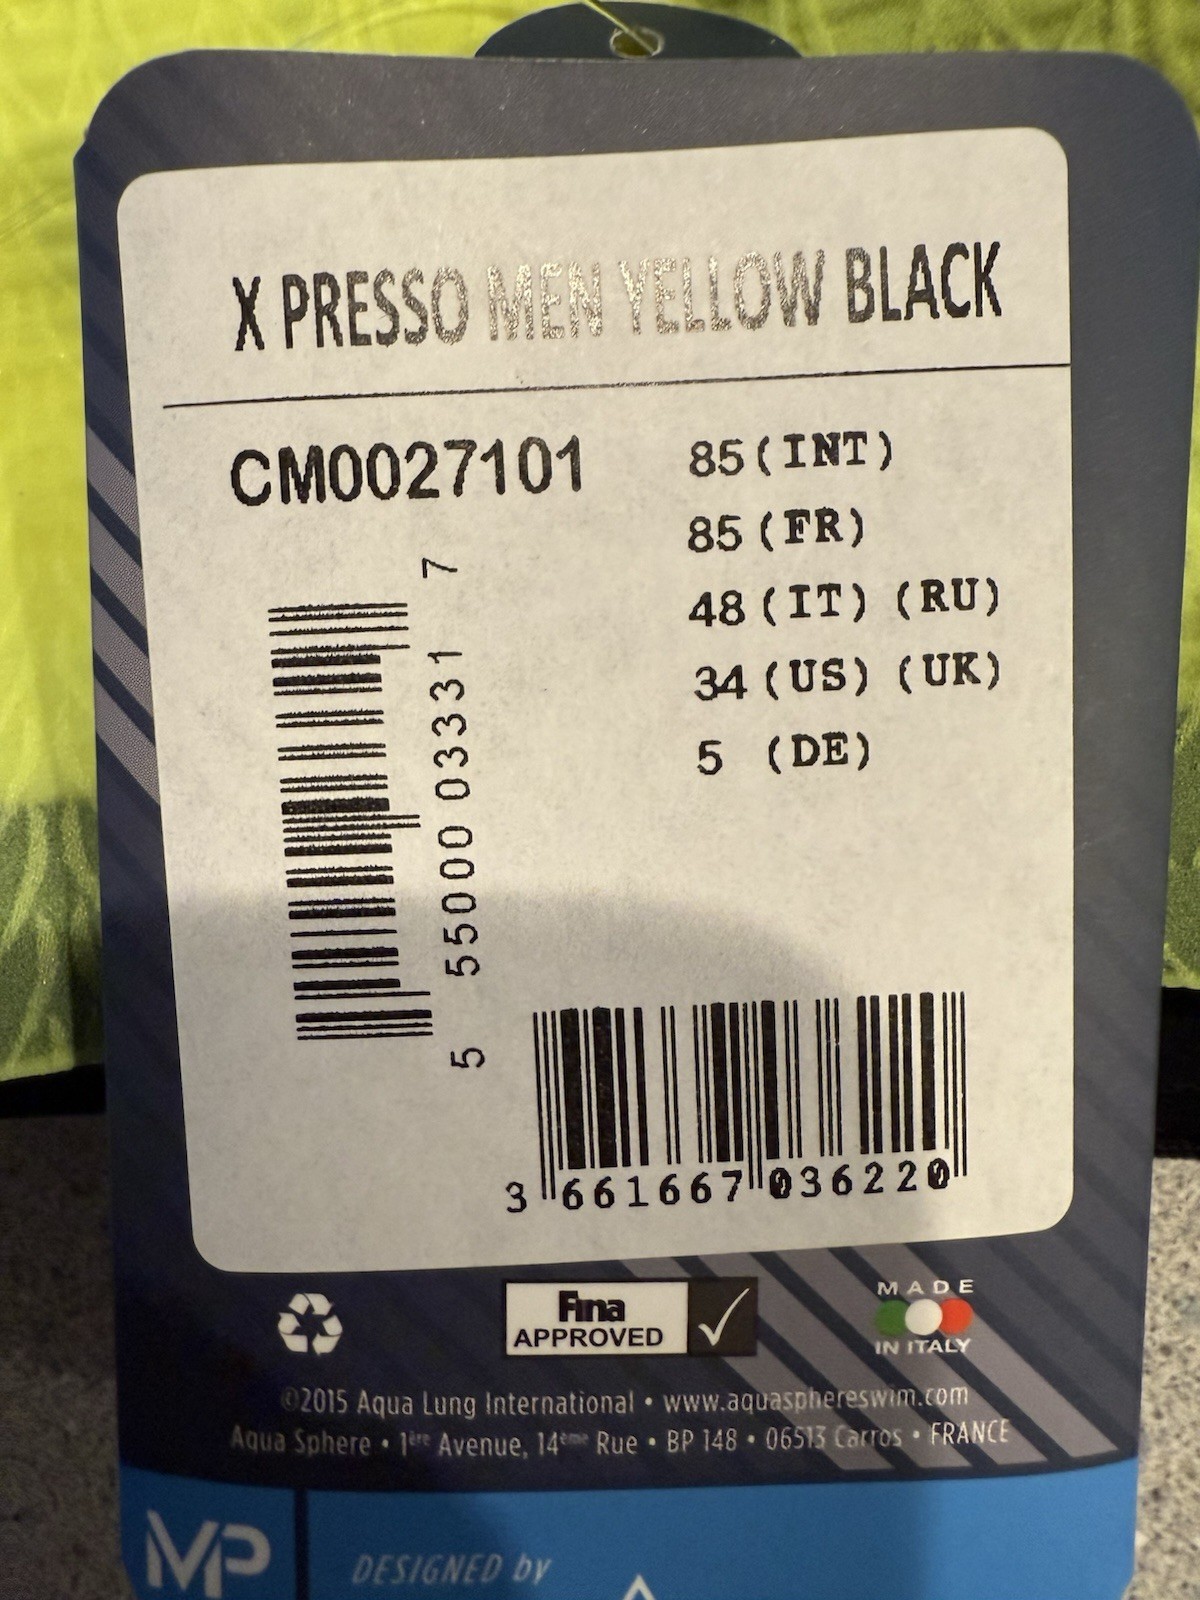 X PRESSO MEN YELLOW BLACK
CM0027101
85(INT)
85(FR)
48(IT) (RU)
34(US) (UK)
5 (DE)
5 55000 03331 7
3 661667 036220
Fina
APPROVED
MADE
IN ITALY
©2015 Aqua Lung International • www.aquasphereswim.com
Aqua Sphere • 1ère Avenue, 14ème Rue • BP 148 • 06513 Carros • FRANCE
MP
DESIGNED by